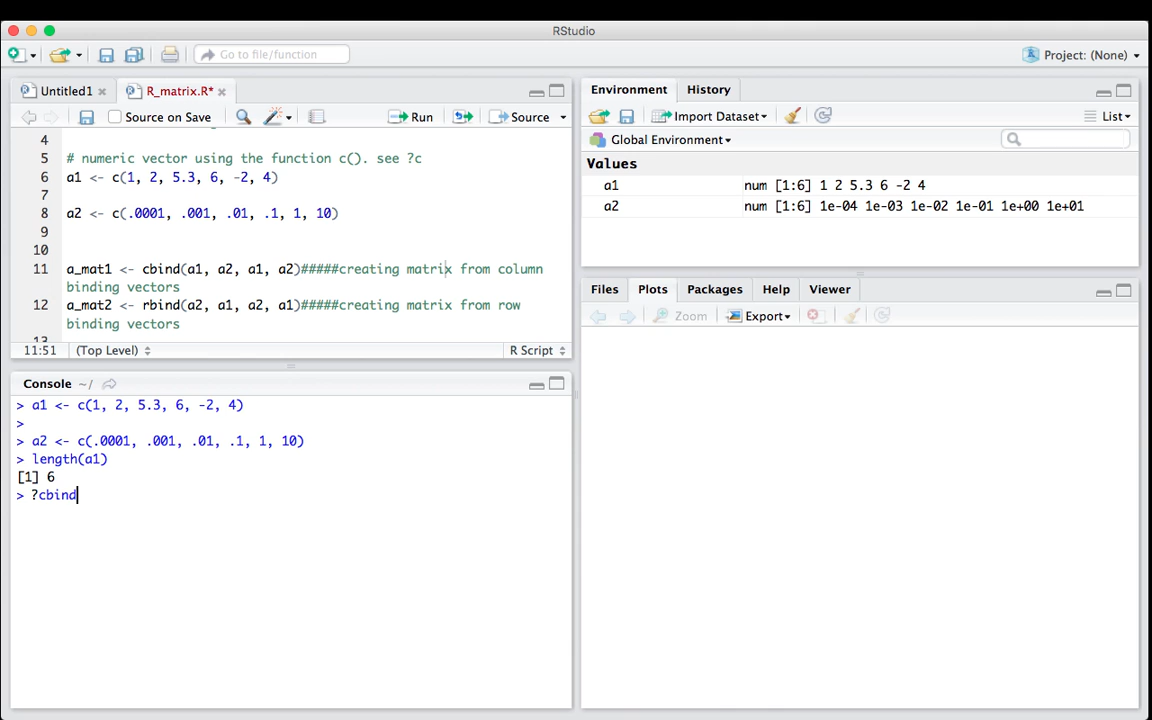 RStudio
Go to file/function
Project: (None)
Untitled1
R_matrix.R*
Source on Save
Run
Source
4
5 # numeric vector using the function c(). see ?c
6 a1 <- c(1, 2, 5.3, 6, -2, 4)
7
8 a2 <- c(.0001, .001, .01, .1, 1, 10)
9
10
11 a_mat1 <- cbind(a1, a2, a1, a2)#####creating matrix from column
binding vectors
12 a_mat2 <- rbind(a2, a1, a2, a1)#####creating matrix from row
binding vectors
13
11:51 (Top Level) R Script
Console ~/
> a1 <- c(1, 2, 5.3, 6, -2, 4)
>
> a2 <- c(.0001, .001, .01, .1, 1, 10)
> length(a1)
[1] 6
> ?cbind
Environment History
Import Dataset List
Global Environment
Values
a1 num [1:6] 1 2 5.3 6 -2 4
a2 num [1:6] 1e-04 1e-03 1e-02 1e-01 1e+00 1e+01
Files Plots Packages Help Viewer
Zoom Export